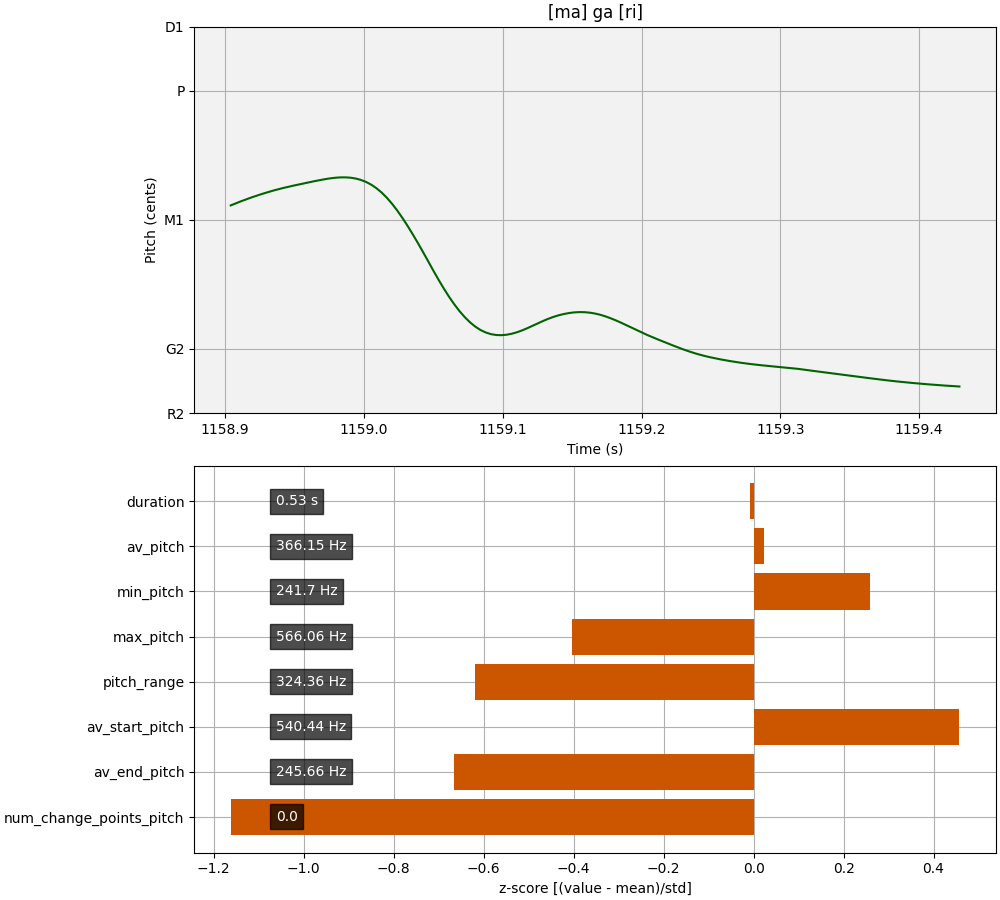 [ma] ga [ri]
D1
P
M1
G2
R2
Pitch (cents)
1158.9 1159.0 1159.1 1159.2 1159.3 1159.4
Time (s)
duration 0.53 s
av_pitch 366.15 Hz
min_pitch 241.7 Hz
max_pitch 566.06 Hz
pitch_range 324.36 Hz
av_start_pitch 540.44 Hz
av_end_pitch 245.66 Hz
num_change_points_pitch 0.0
−1.2 −1.0 −0.8 −0.6 −0.4 −0.2 0.0 0.2 0.4
z-score [(value - mean)/std]